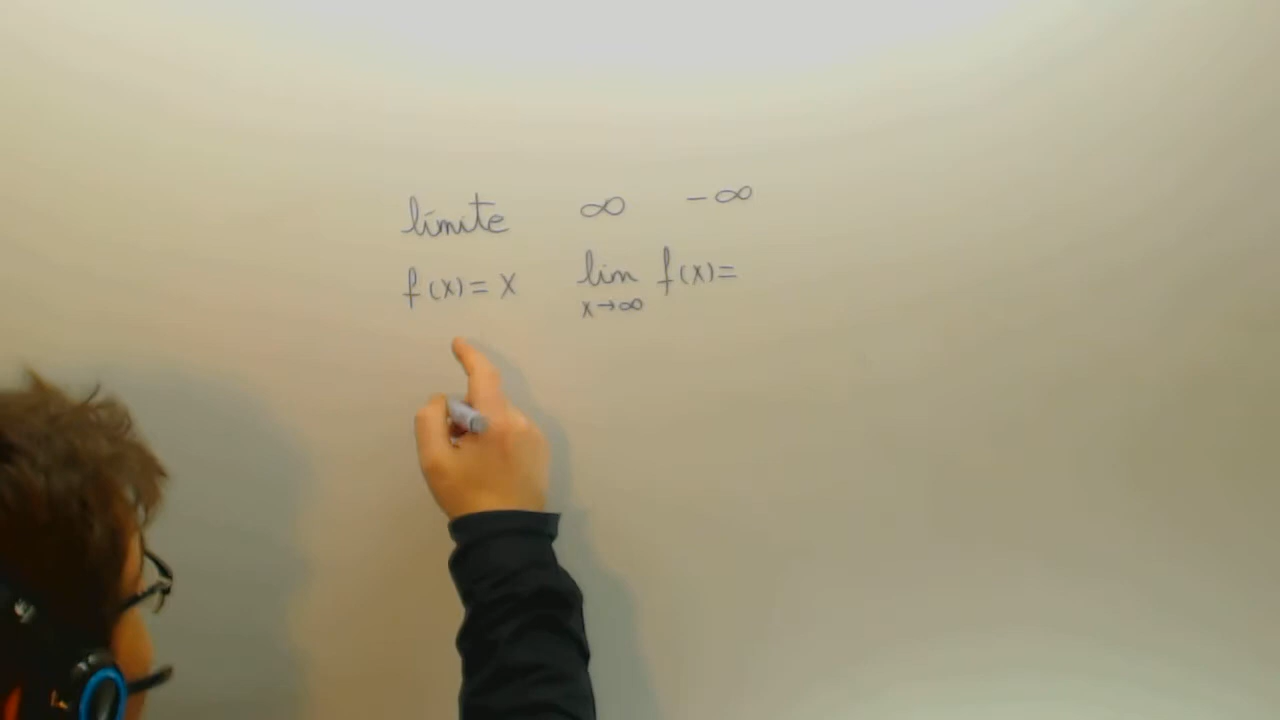 límite ∞ -∞
f(x)= x lim x→∞ f(x)=